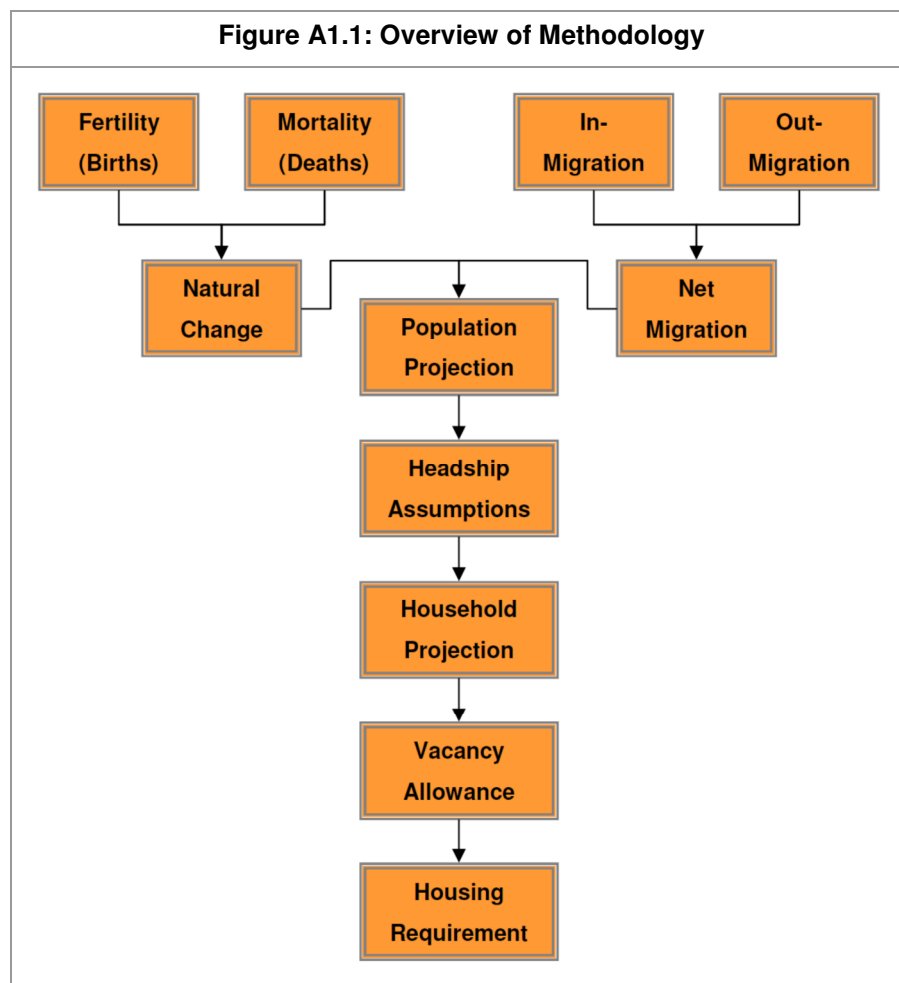 Figure A1.1: Overview of Methodology
Fertility
(Births)
Mortality
(Deaths)
In-
Migration
Out-
Migration
Natural
Change
Net
Migration
Population
Projection
Headship
Assumptions
Household
Projection
Vacancy
Allowance
Housing
Requirement